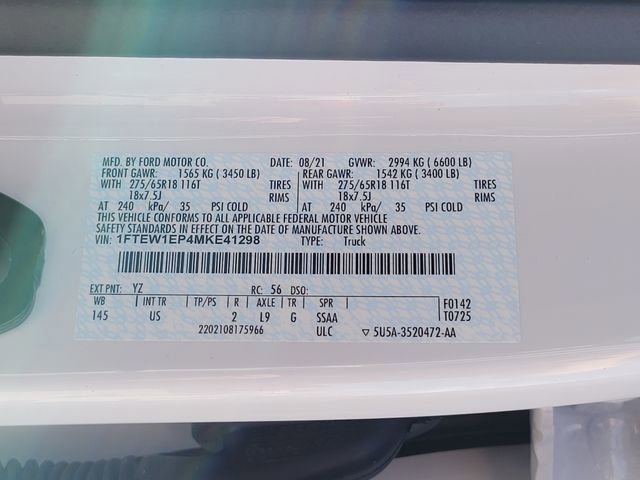 MFD. BY FORD MOTOR CO. DATE: 08/21 GVWR: 2994 KG ( 6600 LB)
FRONT GAWR: 1565 KG ( 3450 LB) REAR GAWR: 1542 KG ( 3400 LB)
WITH 275/65R18 116T TIRES WITH 275/65R18 116T TIRES
18x7.5J RIMS 18x7.5J RIMS
AT 240 kPa/ 35 PSI COLD AT 240 kPa/ 35 PSI COLD
THIS VEHICLE CONFORMS TO ALL APPLICABLE FEDERAL MOTOR VEHICLE
SAFETY STANDARDS IN EFFECT ON THE DATE OF MANUFACTURE SHOWN ABOVE.
VIN: 1FTEW1EP4MKE41298 TYPE: Truck
EXT PNT: YZ RC: 56 DSO:
WB INT TR TP/PS R AXLE TR SPR F0142
145 US 2 L9 G SSAA T0725
2202108175966 ULC ▽ 5U5A-3520472-AA